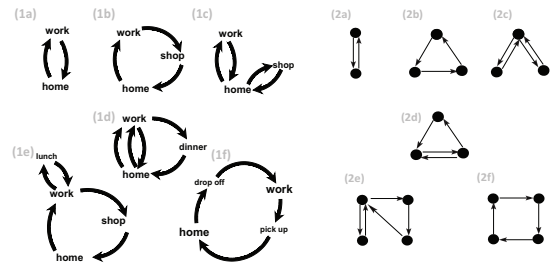 (1a)
work
home
(1b)
work
shop
home
(1c)
work
shop
home
(2a)
(2b)
(2c)
(1d)
work
dinner
home
(2d)
(1e)
lunch
work
shop
home
(1f)
drop off
work
pick up
home
(2e)
(2f)